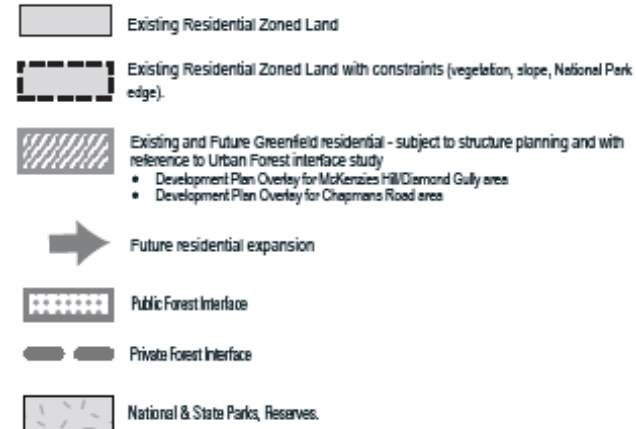 Existing Residential Zoned Land
Existing Residential Zoned Land with constraints (vegetation, slope, National Park
edge).
Existing and Future Greenfield residential - subject to structure planning and with
reference to Urban Forest interface study
• Development Plan Overlay for McKenzies Hill/Diamond Gully area
• Development Plan Overlay for Chapmans Road area
Future residential expansion
Public Forest Interface
Private Forest Interface
National & State Parks, Reserves.